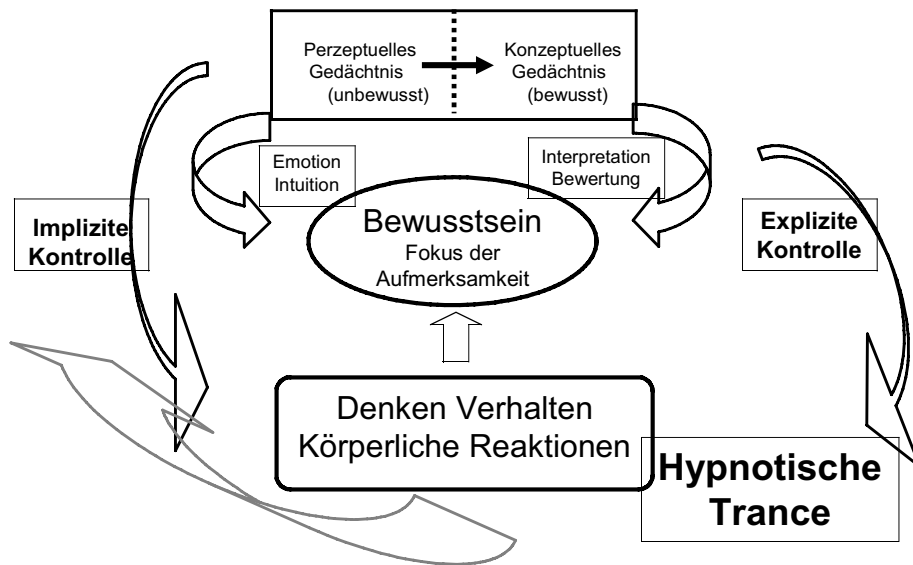 Perzeptuelles
Gedächtnis
(unbewusst)
Konzeptuelles
Gedächtnis
(bewusst)
Emotion
Intuition
Interpretation
Bewertung
Implizite
Kontrolle
Bewusstsein
Fokus der
Aufmerksamkeit
Explizite
Kontrolle
Denken Verhalten
Körperliche Reaktionen
Hypnotische
Trance